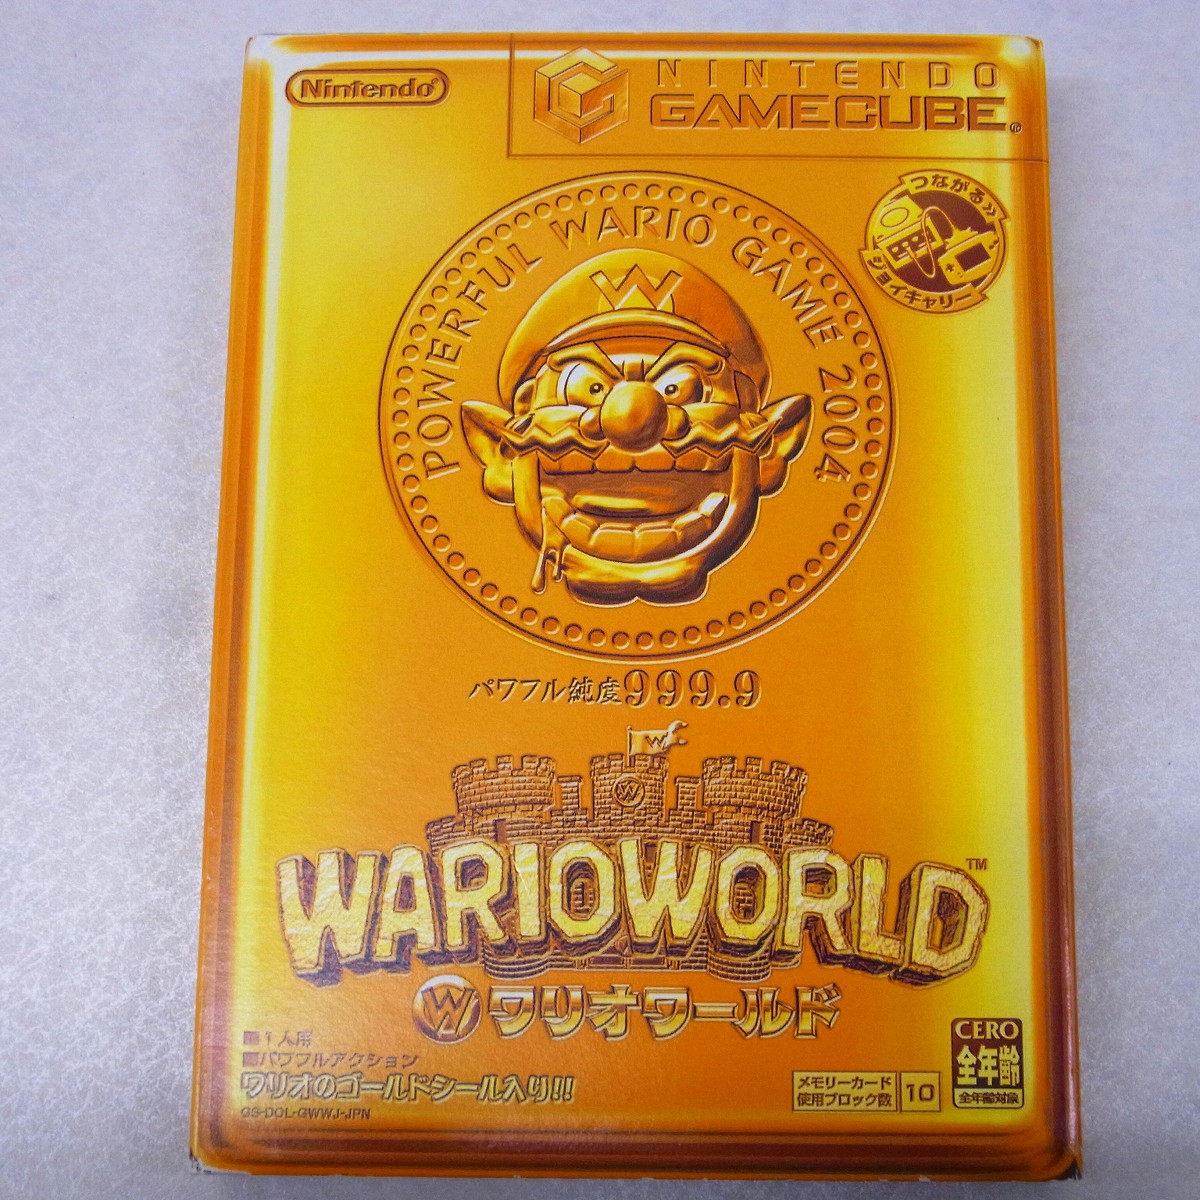 Nintendo®
NINTENDO
GAMECUBE®
つながる»
ジョイキャリー
POWERFUL WARIO GAME 2004
W
パワフル純度999.9
W
W
WARIOWORLD™
W ワリオワールド
■1人用
■パワフルアクション
ワリオのゴールドシール入り!!
GS-DOL-GWWJ-JPN
メモリーカード
使用ブロック数 10
CERO
全年齢
全年齢対象